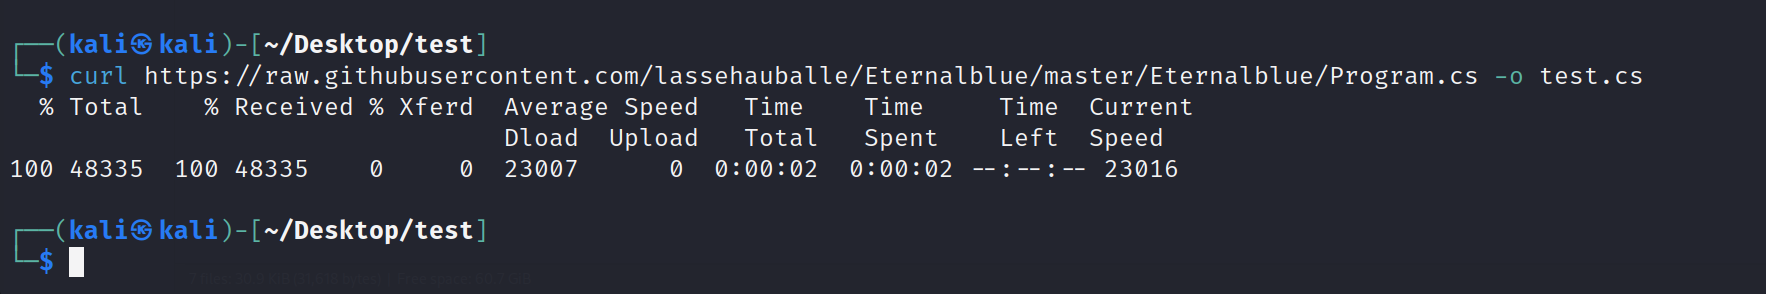 ┌──(kali㉿kali)-[~/Desktop/test]
└─$ curl https://raw.githubusercontent.com/lassehauballe/Eternalblue/master/Eternalblue/Program.cs -o test.cs
% Total % Received % Xferd Average Speed Time Time Time Current
Dload Upload Total Spent Left Speed
100 48335 100 48335 0 0 23007 0 0:00:02 0:00:02 --:--:-- 23016
┌──(kali㉿kali)-[~/Desktop/test]
└─$